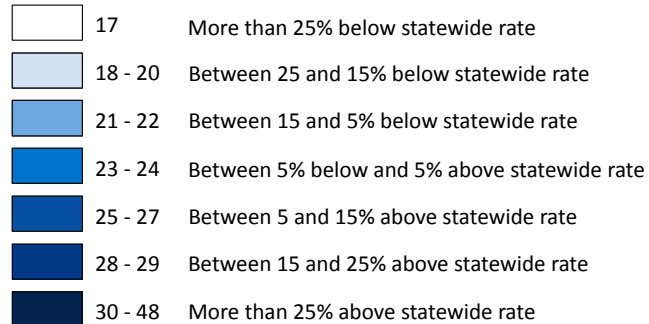 17 More than 25% below statewide rate
18 - 20 Between 25 and 15% below statewide rate
21 - 22 Between 15 and 5% below statewide rate
23 - 24 Between 5% below and 5% above statewide rate
25 - 27 Between 5 and 15% above statewide rate
28 - 29 Between 15 and 25% above statewide rate
30 - 48 More than 25% above statewide rate